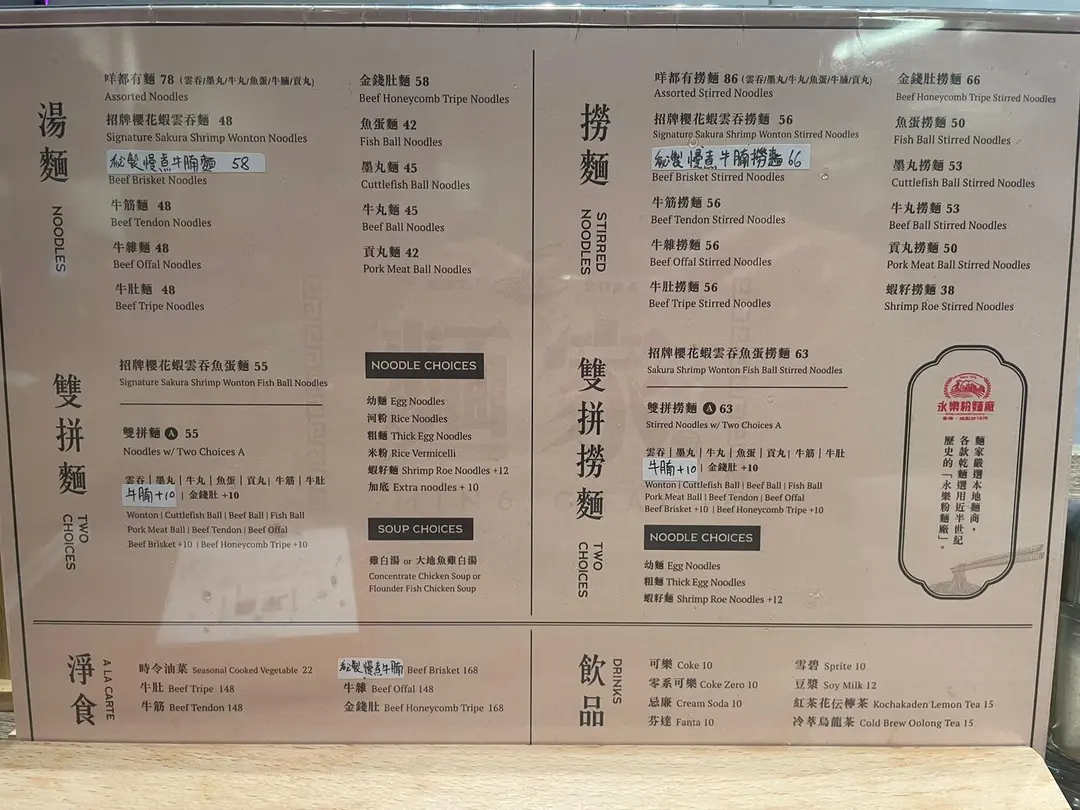 湯麵
NOODLES
咩都有麵 78 (雲吞/墨丸/牛丸/魚蛋/牛腩/貢丸)
Assorted Noodles
招牌櫻花蝦雲吞麵 48
Signature Sakura Shrimp Wonton Noodles
秘製慢煮牛腩麵 58
Beef Brisket Noodles
牛筋麵 48
Beef Tendon Noodles
牛雜麵 48
Beef Offal Noodles
牛肚麵 48
Beef Tripe Noodles
金錢肚麵 58
Beef Honeycomb Tripe Noodles
魚蛋麵 42
Fish Ball Noodles
墨丸麵 45
Cuttlefish Ball Noodles
牛丸麵 45
Beef Ball Noodles
貢丸麵 42
Pork Meat Ball Noodles
雙拼麵
TWO CHOICES
招牌櫻花蝦雲吞魚蛋麵 55
Signature Sakura Shrimp Wonton Fish Ball Noodles
雙拼麵 A 55
Noodles w/ Two Choices A
雲吞 | 墨丸 | 牛丸 | 魚蛋 | 貢丸 | 牛筋 | 牛肚
牛腩+10 | 金錢肚 +10
Wonton | Cuttlefish Ball | Beef Ball | Fish Ball
Pork Meat Ball | Beef Tendon | Beef Offal
Beef Brisket +10 | Beef Honeycomb Tripe +10
NOODLE CHOICES
幼麵 Egg Noodles
河粉 Rice Noodles
粗麵 Thick Egg Noodles
米粉 Rice Vermicelli
蝦籽麵 Shrimp Roe Noodles +12
加底 Extra noodles + 10
SOUP CHOICES
雞白湯 or 大地魚雞白湯
Concentrate Chicken Soup or
Flounder Fish Chicken Soup
撈麵
STIRRED NOODLES
咩都有撈麵 86 (雲吞/墨丸/牛丸/魚蛋/牛腩/貢丸)
Assorted Stirred Noodles
招牌櫻花蝦雲吞撈麵 56
Signature Sakura Shrimp Wonton Stirred Noodles
秘製慢煮牛腩撈麵 66
Beef Brisket Stirred Noodles
牛筋撈麵 56
Beef Tendon Stirred Noodles
牛雜撈麵 56
Beef Offal Stirred Noodles
牛肚撈麵 56
Beef Tripe Stirred Noodles
金錢肚撈麵 66
Beef Honeycomb Tripe Stirred Noodles
魚蛋撈麵 50
Fish Ball Stirred Noodles
墨丸撈麵 53
Cuttlefish Ball Stirred Noodles
牛丸撈麵 53
Beef Ball Stirred Noodles
貢丸撈麵 50
Pork Meat Ball Stirred Noodles
蝦籽撈麵 38
Shrimp Roe Stirred Noodles
雙拼撈麵
TWO CHOICES
招牌櫻花蝦雲吞魚蛋撈麵 63
Sakura Shrimp Wonton Fish Ball Stirred Noodles
雙拼撈麵 A 63
Stirred Noodles w/ Two Choices A
雲吞 | 墨丸 | 牛丸 | 魚蛋 | 貢丸 | 牛筋 | 牛肚
牛腩+10 | 金錢肚 +10
Wonton | Cuttlefish Ball | Beef Ball | Fish Ball
Pork Meat Ball | Beef Tendon | Beef Offal
Beef Brisket +10 | Beef Honeycomb Tripe +10
NOODLE CHOICES
幼麵 Egg Noodles
粗麵 Thick Egg Noodles
蝦籽麵 Shrimp Roe Noodles +12
永樂粉麵廠
麵家嚴選本地麵商，
各款乾麵選用近半世紀
歷史的「永樂粉麵廠」。
淨食
A LA CARTE
時令油菜 Seasonal Cooked Vegetable 22
牛肚 Beef Tripe 148
牛筋 Beef Tendon 148
秘製慢煮牛腩 Beef Brisket 168
牛雜 Beef Offal 148
金錢肚 Beef Honeycomb Tripe 168
飲品
DRINKS
可樂 Coke 10
零系可樂 Coke Zero 10
忌廉 Cream Soda 10
芬達 Fanta 10
雪碧 Sprite 10
豆漿 Soy Milk 12
紅茶花伝檸茶 Kochakaden Lemon Tea 15
冷萃烏龍茶 Cold Brew Oolong Tea 15